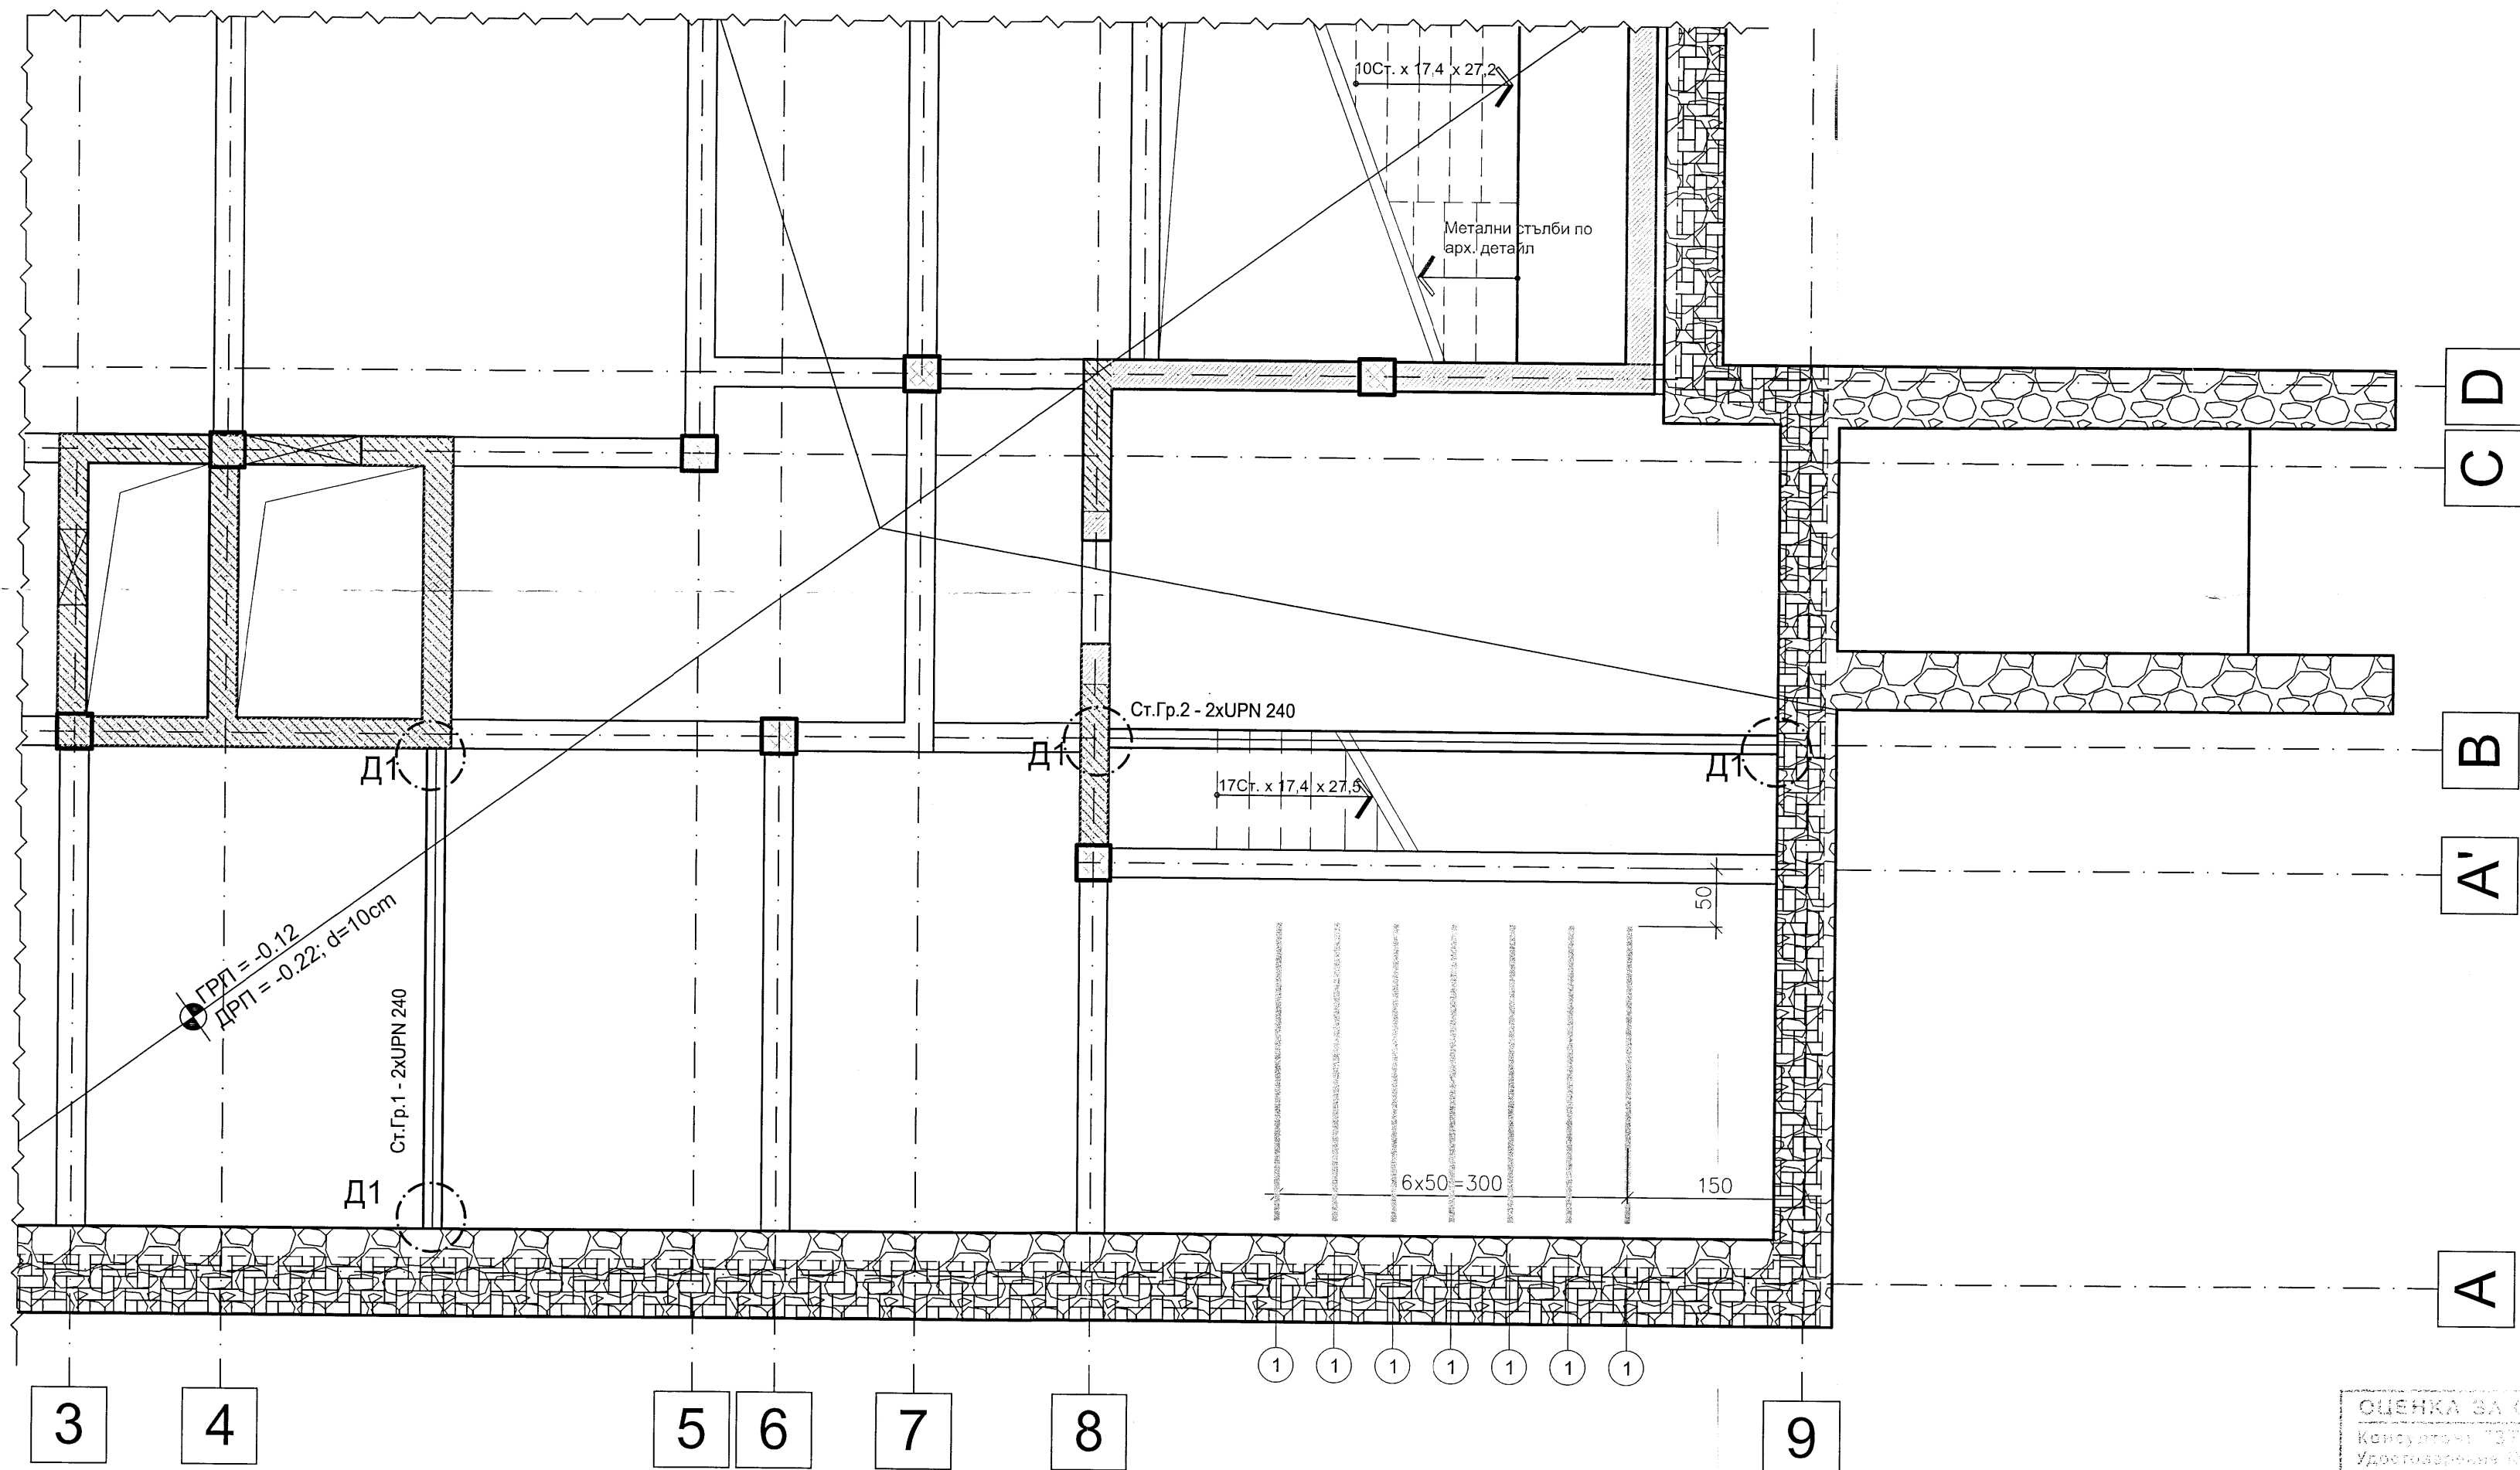 10Ст. x 17,4 x 27,2
Метални стълби по
арх. детайл
D
C
Ст.Гр.2 - 2xUPN 240
Д1
Д1
Д1
B
17Ст. x 17,4 x 27,5
A'
50
ГРП = -0.12
ДРП = -0.22; d=10cm
Ст.Гр.1 - 2xUPN 240
Д1
6x50=300
150
A
1
1
1
1
1
1
1
3
4
5
6
7
8
9
ОЦЕНКА ЗА